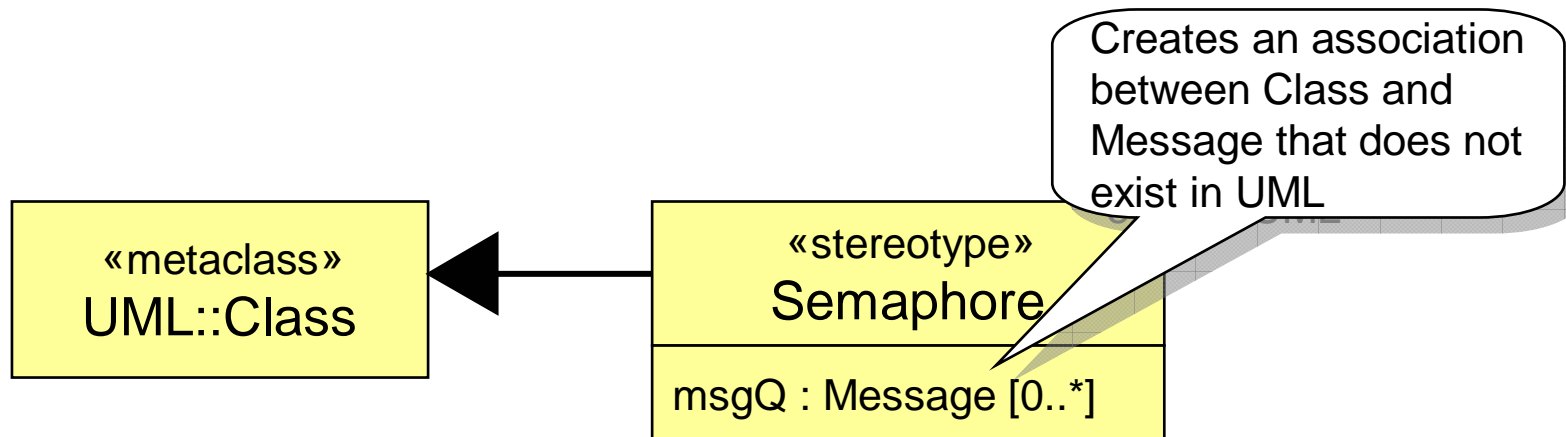 Creates an association
between Class and
Message that does not
exist in UML
«metaclass»
UML::Class
«stereotype»
Semaphore
msgQ : Message [0..*]